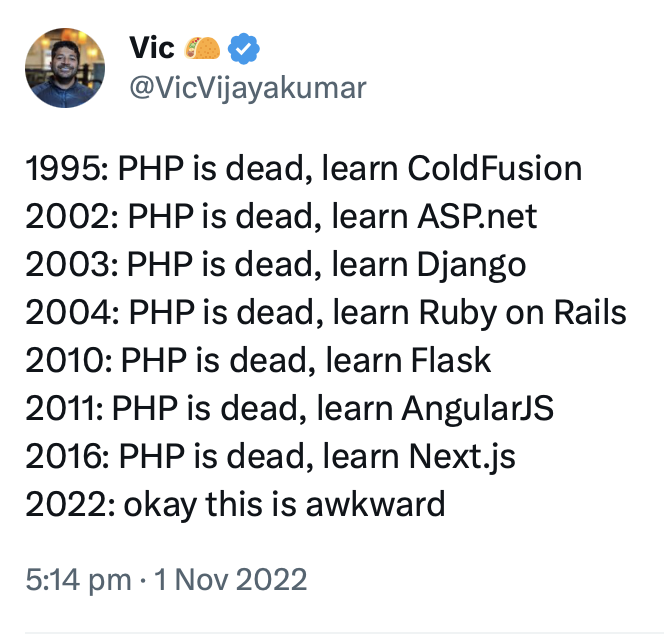 Vic 🌮
@VicVijayakumar
1995: PHP is dead, learn ColdFusion
2002: PHP is dead, learn ASP.net
2003: PHP is dead, learn Django
2004: PHP is dead, learn Ruby on Rails
2010: PHP is dead, learn Flask
2011: PHP is dead, learn AngularJS
2016: PHP is dead, learn Next.js
2022: okay this is awkward
5:14 pm · 1 Nov 2022